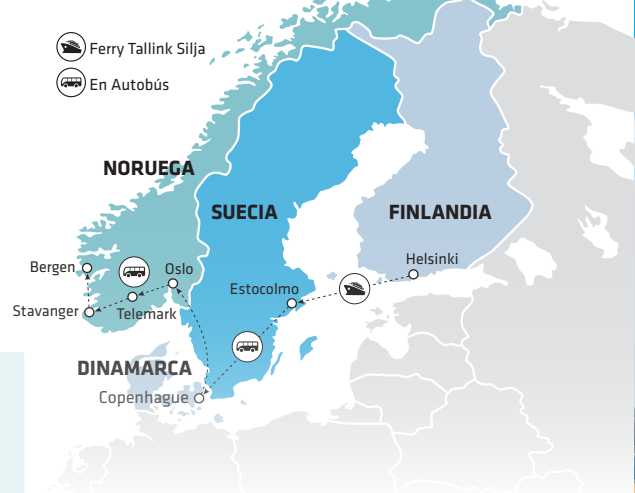 Ferry Tallink Silja
En Autobús
NORUEGA
SUECIA
FINLANDIA
Bergen
Oslo
Helsinki
Estocolmo
Stavanger
Telemark
DINAMARCA
Copenhague